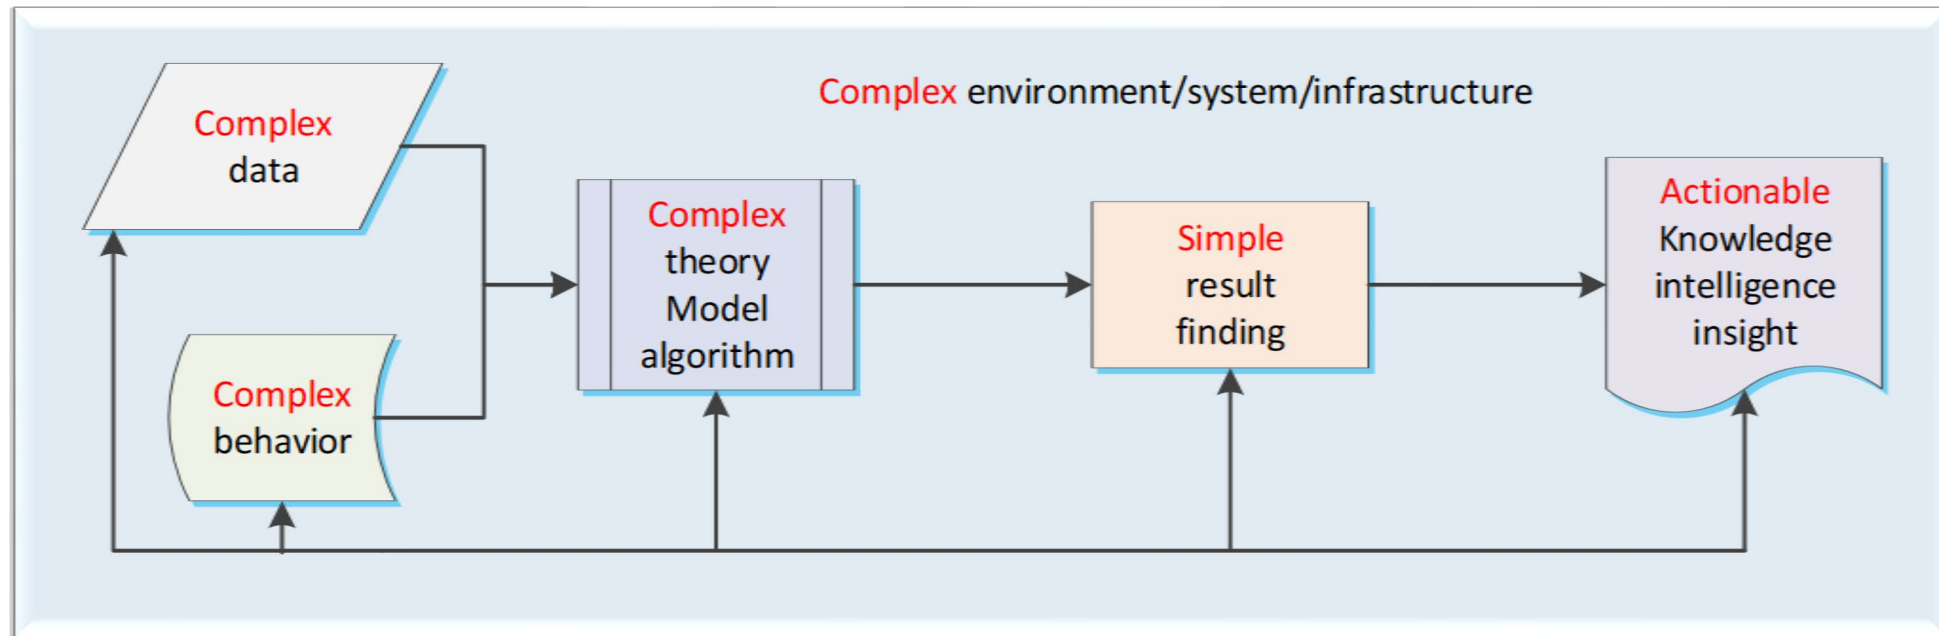 Complex environment/system/infrastructure
Complex
data
Complex
behavior
Complex
theory
Model
algorithm
Simple
result
finding
Actionable
Knowledge
intelligence
insight